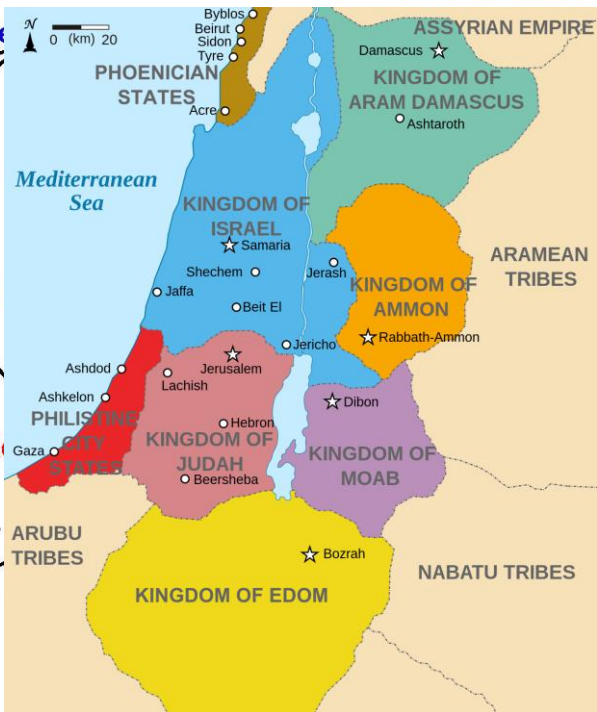 N
0 (km) 20
Byblos
Beirut
Sidon
Tyre
PHOENICIAN
STATES
Acre
ASSYRIAN EMPIRE
Damascus
KINGDOM OF
ARAM DAMASCUS
Ashtaroth
Mediterranean
Sea
KINGDOM OF
ISRAEL
Samaria
Shechem
Jerash
Jaffa
Beit El
KINGDOM OF
AMMON
ARAMEAN
TRIBES
Rabbath-Ammon
Jericho
Jerusalem
Ashdod
Lachish
Ashkelon
Dibon
PHILISTINE
CITY
STATES
Gaza
Hebron
KINGDOM OF
JUDAH
Beersheba
KINGDOM OF
MOAB
ARUBU
TRIBES
Bozrah
NABATU TRIBES
KINGDOM OF EDOM